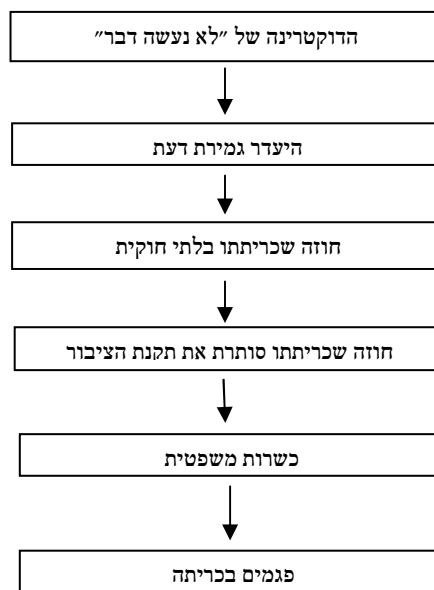 הדוקטרינה של ״לא נעשה דבר״
היעדר גמירת דעת
חוזה שכריתתו בלתי חוקית
חוזה שכריתתו סותרת את תקנת הציבור
כשרות משפטית
פגמים בכריתה